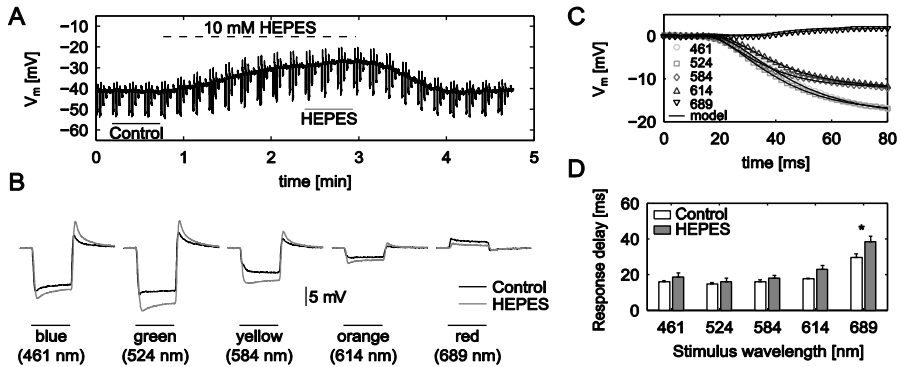 A
10 mM HEPES
-10
-20
-30
-40
-50
-60
Vm [mV]
Control
HEPES
0 1 2 3 4 5
time [min]
B
5 mV
Control
HEPES
blue (461 nm)
green (524 nm)
yellow (584 nm)
orange (614 nm)
red (689 nm)
C
0
-10
-20
Vm [mV]
461
524
584
614
689
model
0 20 40 60 80
time [ms]
D
60
40
20
0
Response delay [ms]
Control
HEPES
*
461 524 584 614 689
Stimulus wavelength [nm]